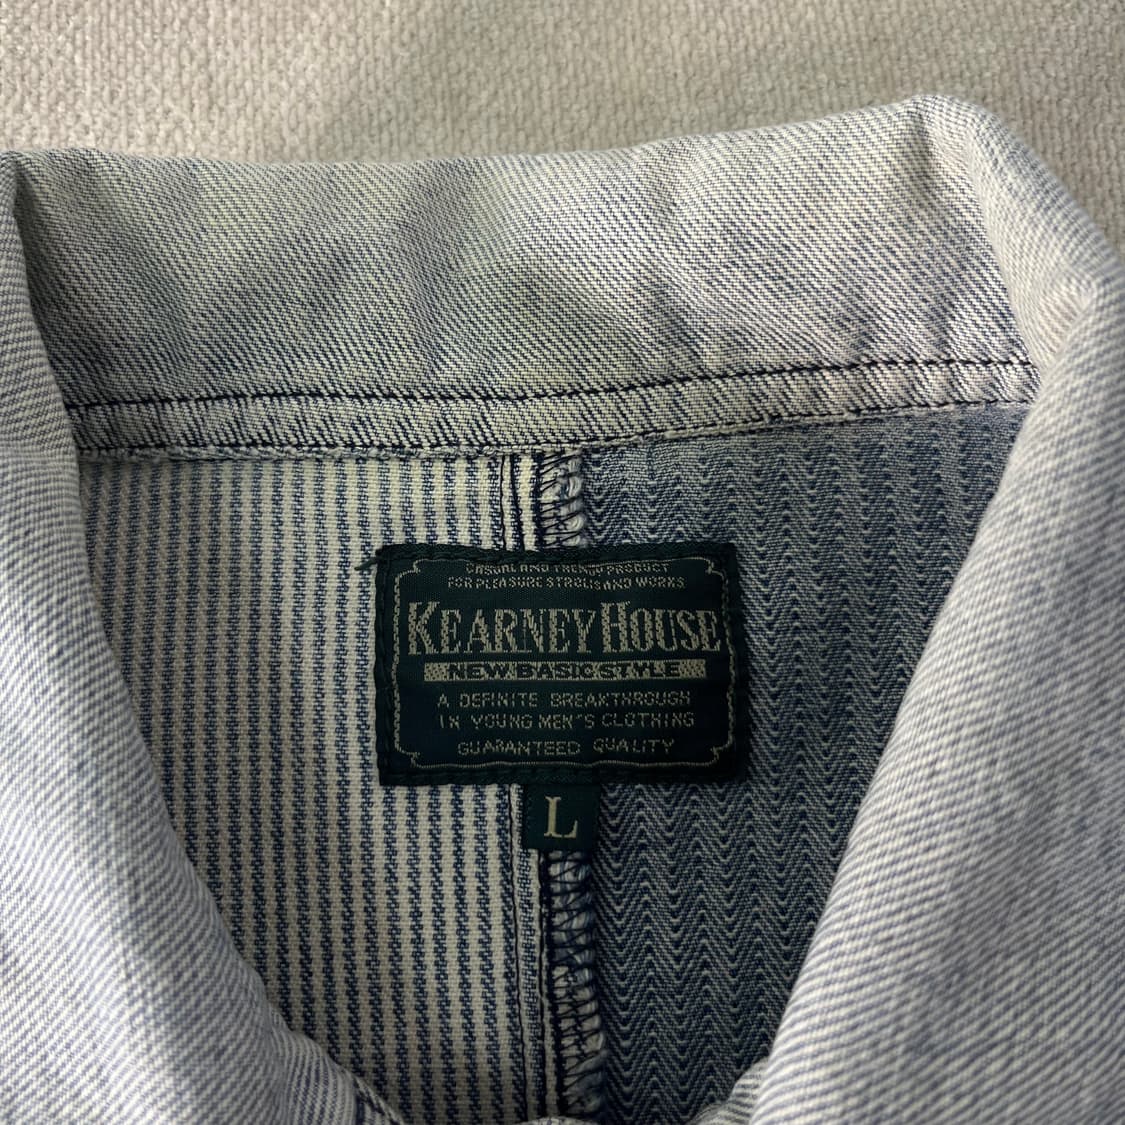 CASUAL AND TREND PRODUCT
FOR PLEASURE STROLLS AND WORKS
KEARNEY HOUSE
NEW BASIC STYLE
A DEFINITE BREAKTHROUGH
IN YOUNG MEN'S CLOTHING
GUARANTEED QUALITY
L